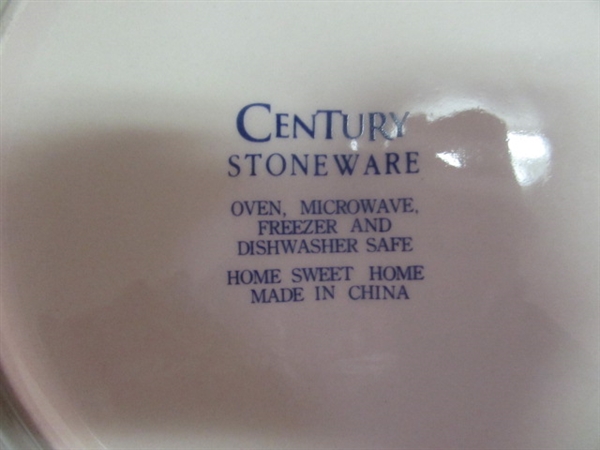 CENTURY
STONEWARE
OVEN, MICROWAVE,
FREEZER AND
DISHWASHER SAFE
HOME SWEET HOME
MADE IN CHINA